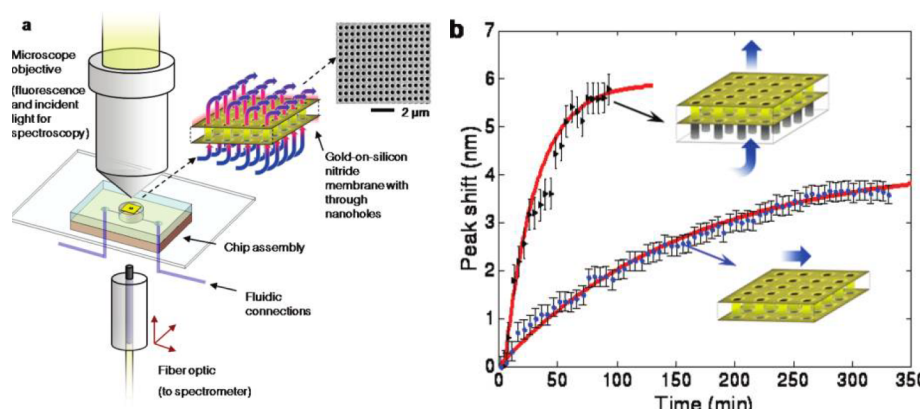 a
Microscope
objective
(fluorescence
and incident
light for
spectroscopy)
2 µm
Gold-on-silicon
nitride
membrane with
through
nanoholes
Chip assembly
Fluidic
connections
Fiber optic
(to spectrometer)
b
Peak shift (nm)
7
6
5
4
3
2
1
0
0 50 100 150 200 250 300 350
Time (min)